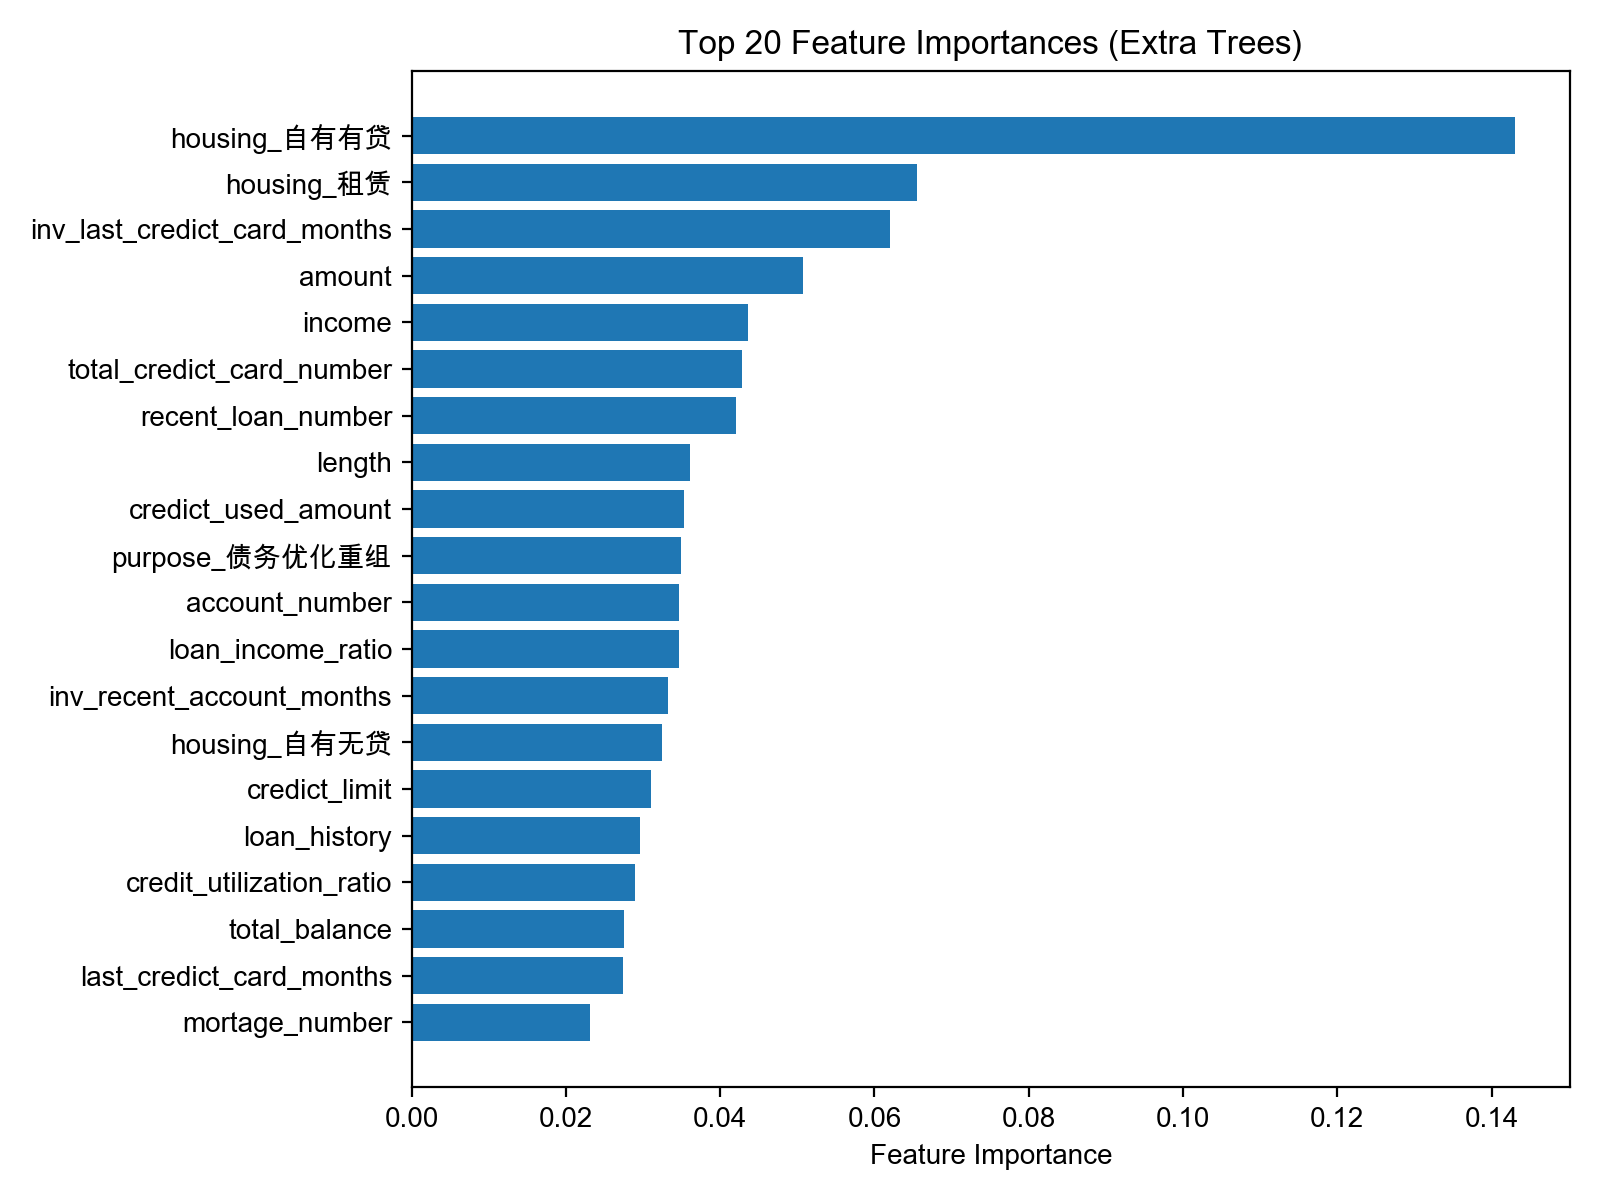 Top 20 Feature Importances (Extra Trees)
housing_自有有贷
housing_租赁
inv_last_credict_card_months
amount
income
total_credict_card_number
recent_loan_number
length
credict_used_amount
purpose_债务优化重组
account_number
loan_income_ratio
inv_recent_account_months
housing_自有无贷
credict_limit
loan_history
credit_utilization_ratio
total_balance
last_credict_card_months
mortage_number
0.00 0.02 0.04 0.06 0.08 0.10 0.12 0.14
Feature Importance